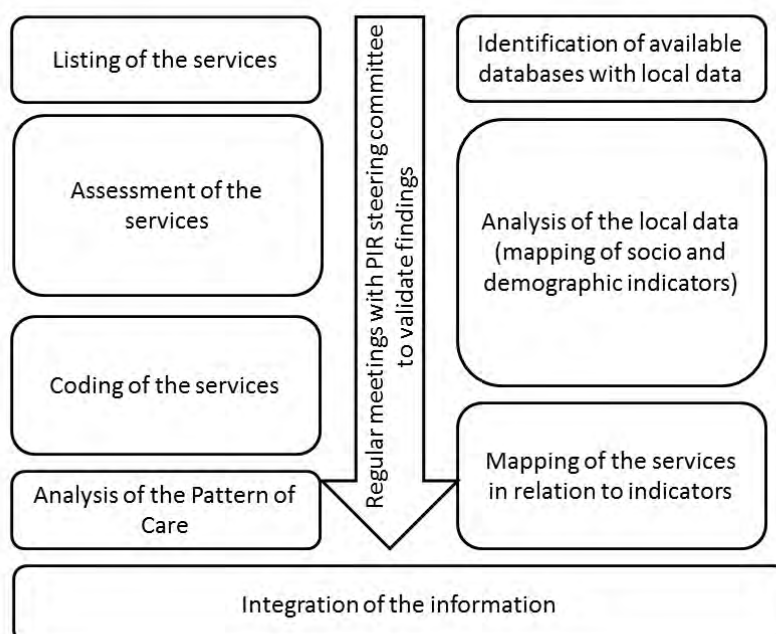 Listing of the services
Assessment of the
services
Coding of the services
Analysis of the Pattern of
Care
Regular meetings with PIR steering committee
to validate findings
Identification of available
databases with local data
Analysis of the local data
(mapping of socio and
demographic indicators)
Mapping of the services
in relation to indicators
Integration of the information